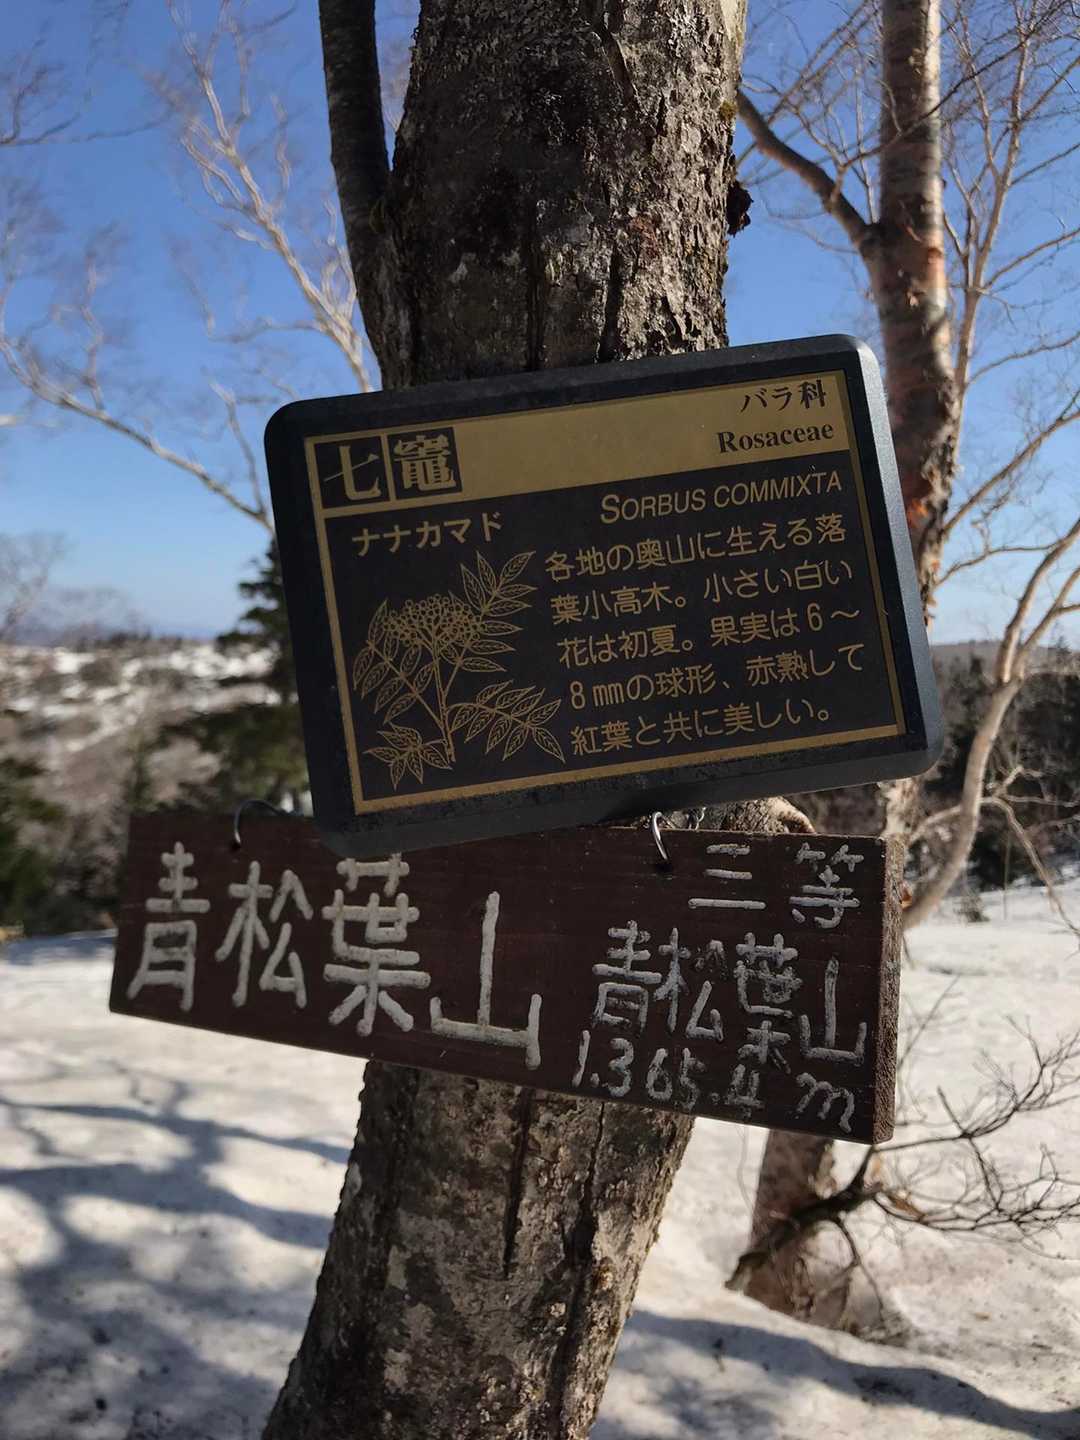 バラ科
Rosaceae
七竈
SORBUS COMMIXTA
ナナカマド
各地の奥山に生える落
葉小高木。小さい白い
花は初夏。果実は6～
8㎜の球形、赤熟して
紅葉と共に美しい。
青松葉山
三等
青松葉山
1.365.4m